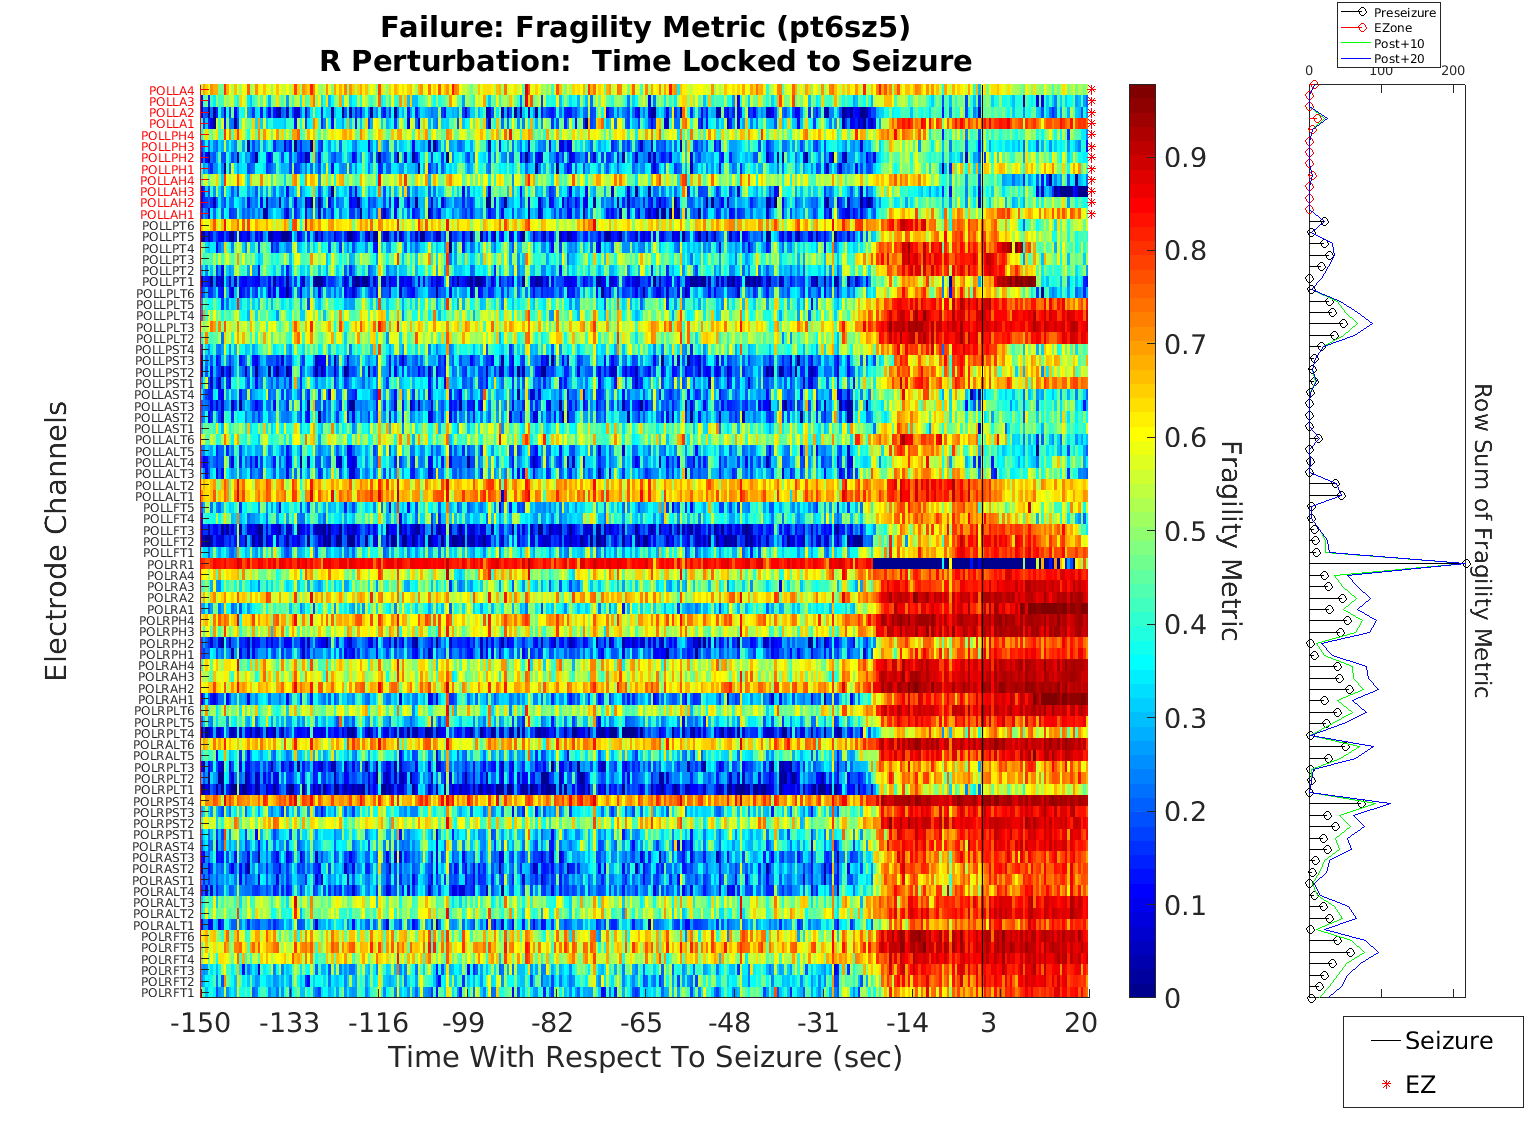 Failure: Fragility Metric (pt6sz5)
R Perturbation:  Time Locked to Seizure
Preseizure
EZone
Post+10
Post+20
0
100
200
POLLA4
POLLA3
POLLA2
POLLA1
POLLPH4
POLLPH3
POLLPH2
POLLPH1
POLLAH4
POLLAH3
POLLAH2
POLLAH1
POLLPT6
POLLPT5
POLLPT4
POLLPT3
POLLPT2
POLLPT1
POLLPLT6
POLLPLT5
POLLPLT4
POLLPLT3
POLLPLT2
POLLPST4
POLLPST3
POLLPST2
POLLPST1
POLLAST4
POLLAST3
POLLAST2
POLLAST1
POLLALT6
POLLALT5
POLLALT4
POLLALT3
POLLALT2
POLLALT1
POLLFT5
POLLFT4
POLLFT3
POLLFT2
POLLFT1
POLRR1
POLRA4
POLRA3
POLRA2
POLRA1
POLRPH4
POLRPH3
POLRPH2
POLRPH1
POLRAH4
POLRAH3
POLRAH2
POLRAH1
POLRPLT6
POLRPLT5
POLRPLT4
POLRALT6
POLRALT5
POLRPLT3
POLRPLT2
POLRPLT1
POLRPST4
POLRPST3
POLRPST2
POLRPST1
POLRAST4
POLRAST3
POLRAST2
POLRAST1
POLRALT4
POLRALT3
POLRALT2
POLRALT1
POLRFT6
POLRFT5
POLRFT4
POLRFT3
POLRFT2
POLRFT1
Electrode Channels
-150
-133
-116
-99
-82
-65
-48
-31
-14
3
20
Time With Respect To Seizure (sec)
0.9
0.8
0.7
0.6
0.5
0.4
0.3
0.2
0.1
0
Fragility Metric
Row Sum of Fragility Metric
Seizure
EZ